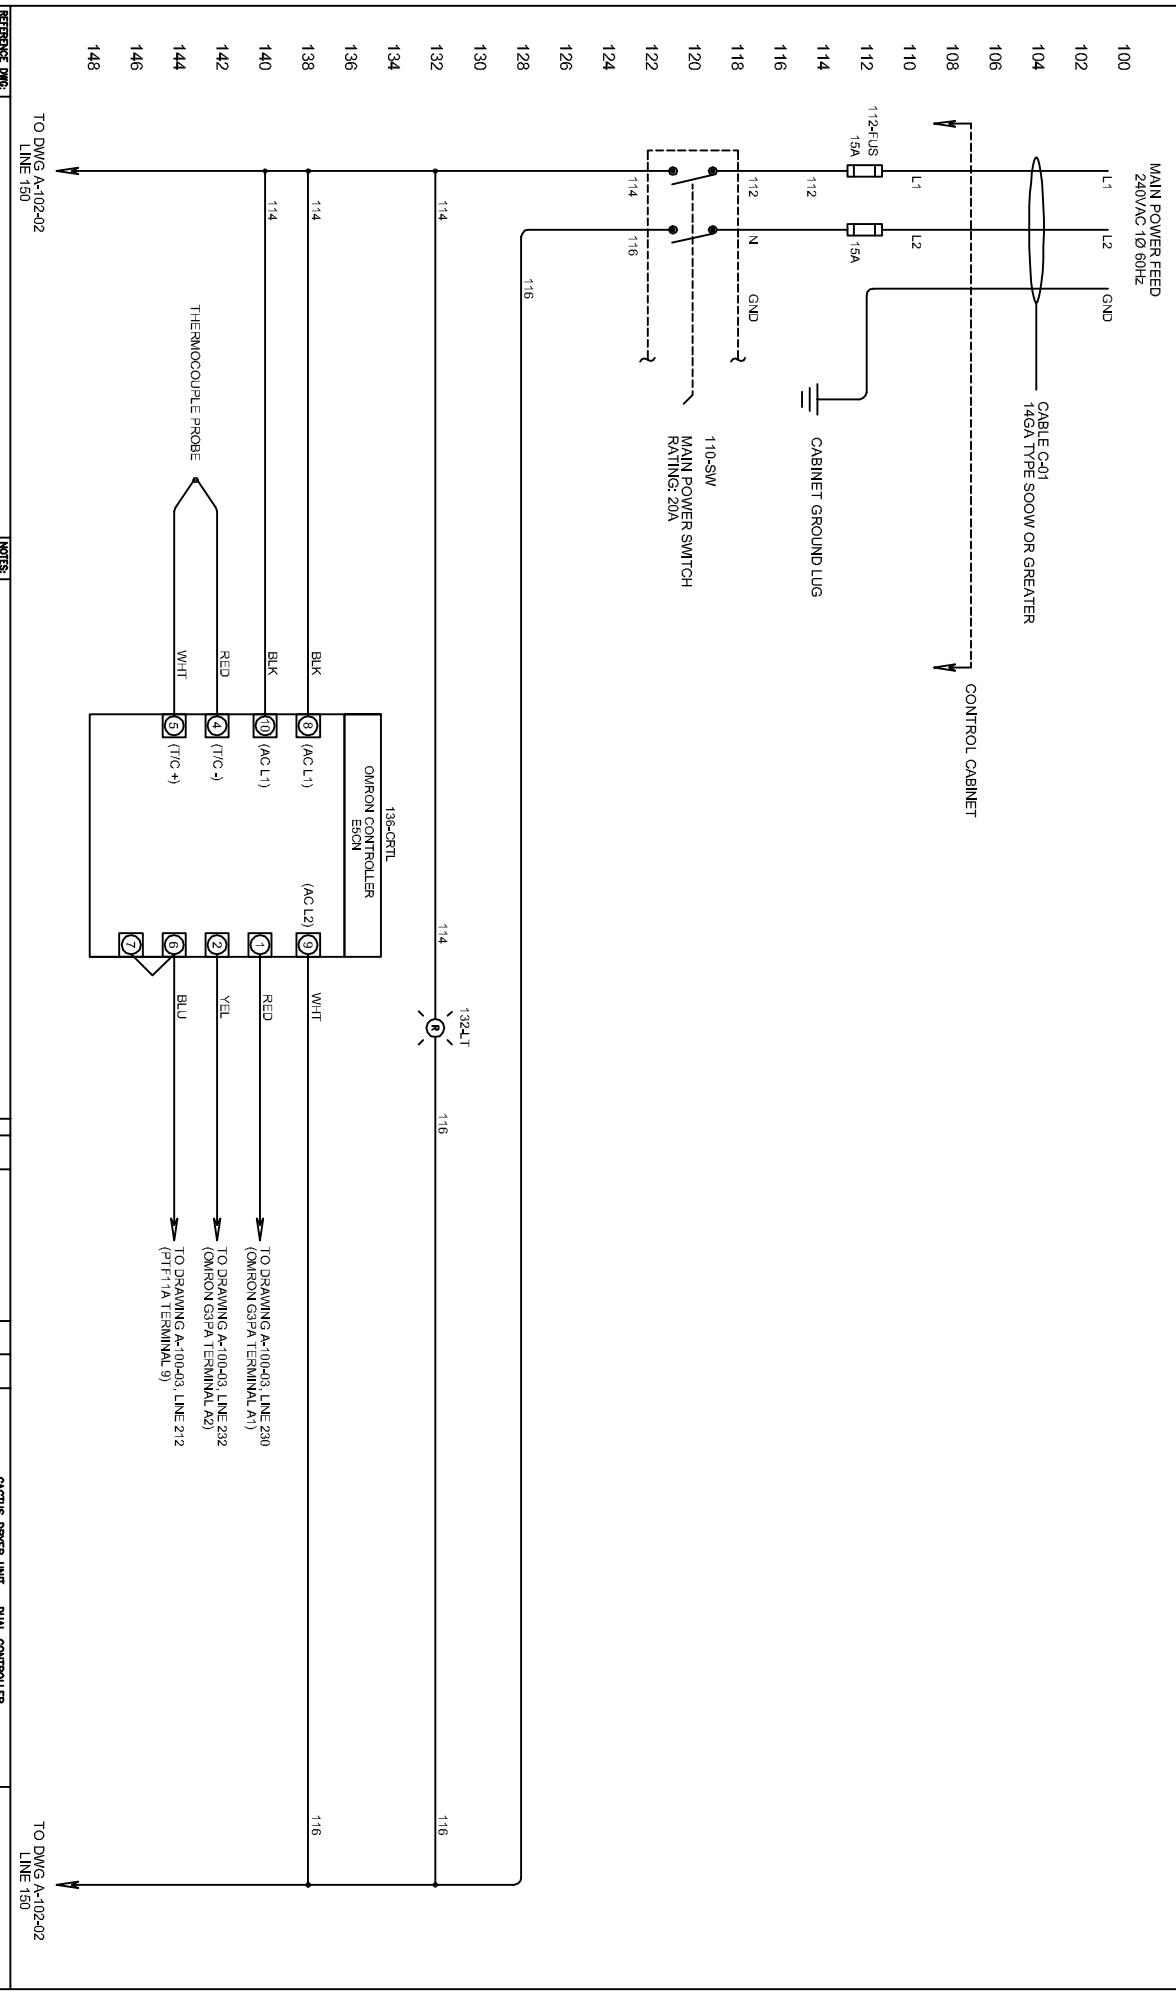 MAIN POWER FEED
240VAC 1Ø 60Hz
100
102
104
106
108
110
112
114
116
118
120
122
124
126
128
130
132
134
136
138
140
142
144
146
148
L1
L2
GND
CABLE C-01
14GA TYPE SOOW OR GREATER
CONTROL CABINET
L1
L2
112-FUS
15A
15A
112
CABINET GROUND LUG
112
N
GND
110-SW
MAIN POWER SWITCH
RATING: 20A
114
116
116
114
114
132-LT
R
116
116
114
BLK
136-CRTL
OMRON CONTROLLER
E5CN
8
(AC L1)
(AC L2)
9
WHT
116
114
BLK
10
(AC L1)
1
RED
TO DRAWING A-100-03, LINE 230
(OMRON G3PA TERMINAL A1)
THERMOCOUPLE PROBE
RED
4
(T/C -)
2
YEL
TO DRAWING A-100-03, LINE 232
(OMRON G3PA TERMINAL A2)
WHT
5
(T/C +)
6
BLU
TO DRAWING A-100-03, LINE 212
(PTF11A TERMINAL 9)
7
TO DWG A-102-02
LINE 150
TO DWG A-102-02
LINE 150
REFERENCE DWG:
NOTES:
CACTUS DRYER UNIT - DUAL CONTROLLER